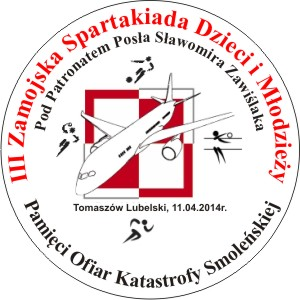 III Zamojska Spartakiada Dzieci i Młodzieży
Pod Patronatem Posła Sławomira Zawiślaka
Tomaszów Lubelski, 11.04.2014r.
Pamięci Ofiar Katastrofy Smoleńskiej